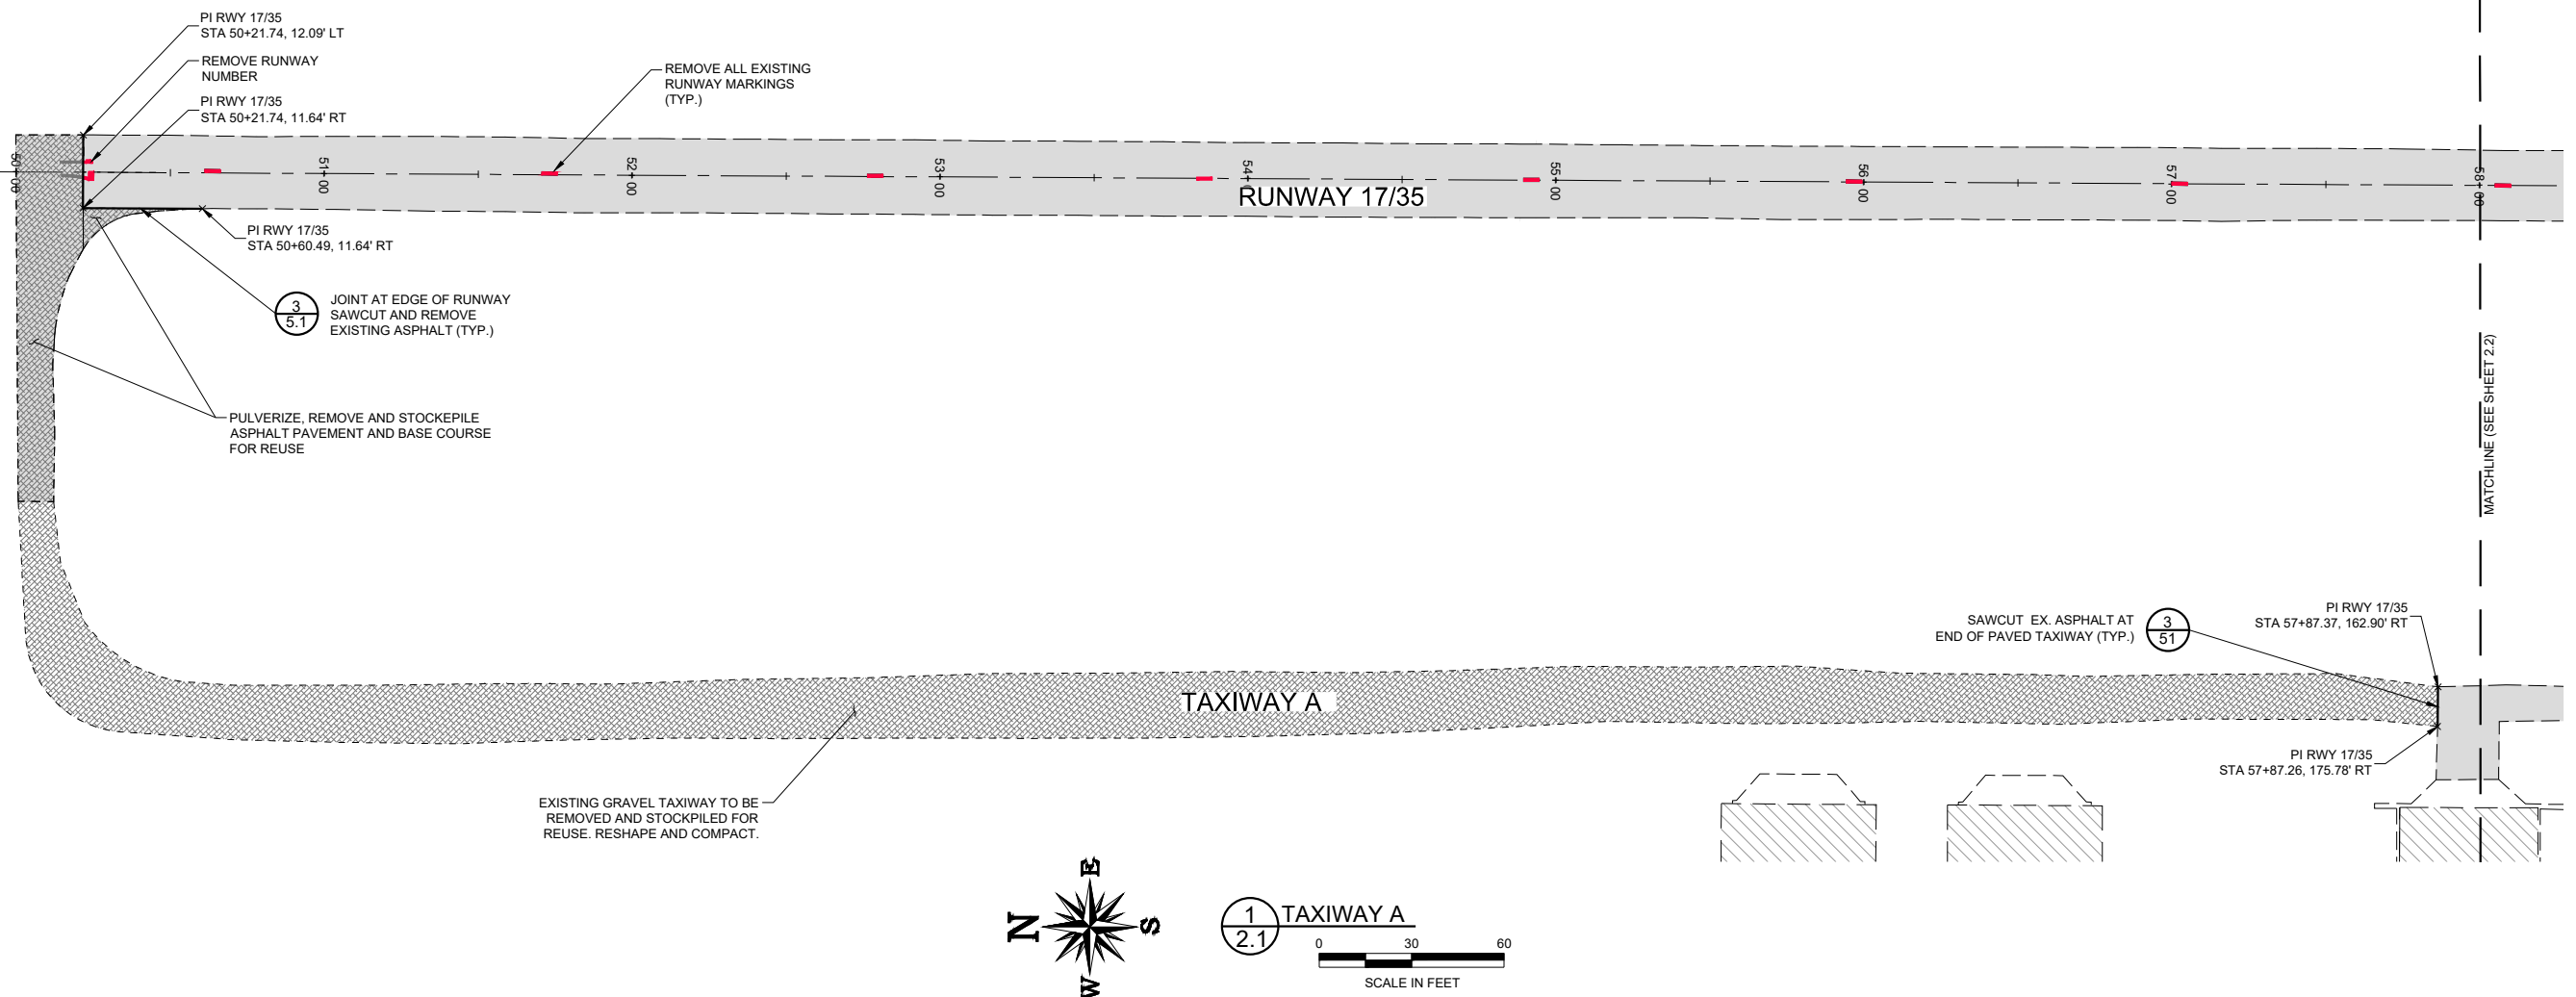 PI RWY 17/35
STA 50+21.74, 12.09' LT
REMOVE RUNWAY
NUMBER
PI RWY 17/35
STA 50+21.74, 11.64' RT
REMOVE ALL EXISTING
RUNWAY MARKINGS
(TYP.)
50+00
51+00
52+00
53+00
54+00
55+00
56+00
57+00
58+00
RUNWAY 17/35
PI RWY 17/35
STA 50+60.49, 11.64' RT
3
5.1
JOINT AT EDGE OF RUNWAY
SAWCUT AND REMOVE
EXISTING ASPHALT (TYP.)
PULVERIZE, REMOVE AND STOCKEPILE
ASPHALT PAVEMENT AND BASE COURSE
FOR REUSE
MATCHLINE (SEE SHEET 2.2)
SAWCUT EX. ASPHALT AT
END OF PAVED TAXIWAY (TYP.)
3
51
PI RWY 17/35
STA 57+87.37, 162.90' RT
TAXIWAY A
PI RWY 17/35
STA 57+87.26, 175.78' RT
EXISTING GRAVEL TAXIWAY TO BE
REMOVED AND STOCKPILED FOR
REUSE. RESHAPE AND COMPACT.
E
N
S
W
1
2.1
TAXIWAY A
0 30 60
SCALE IN FEET